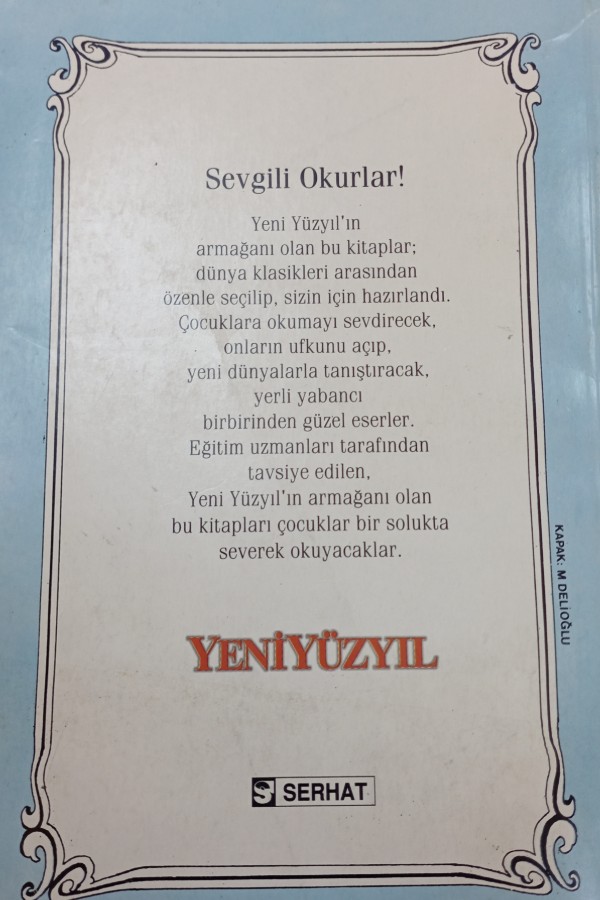 Sevgili Okurlar!
Yeni Yüzyıl'ın
armağanı olan bu kitaplar;
dünya klasikleri arasından
özenle seçilip, sizin için hazırlandı.
Çocuklara okumayı sevdirecek,
onların ufkunu açıp,
yeni dünyalarla tanıştıracak,
yerli yabancı
birbirinden güzel eserler.
Eğitim uzmanları tarafından
tavsiye edilen,
Yeni Yüzyıl'ın armağanı olan
bu kitapları çocuklar bir solukta
severek okuyacaklar.
YENİYÜZYIL
S SERHAT
KAPAK: M DELİOĞLU